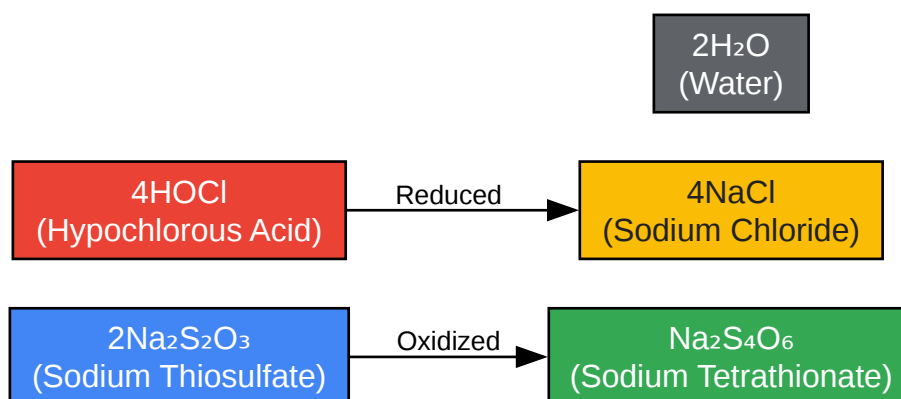 2H₂O
(Water)
4HOCl
(Hypochlorous Acid)
Reduced
4NaCl
(Sodium Chloride)
2Na₂S₂O₃
(Sodium Thiosulfate)
Oxidized
Na₂S₄O₆
(Sodium Tetrathionate)